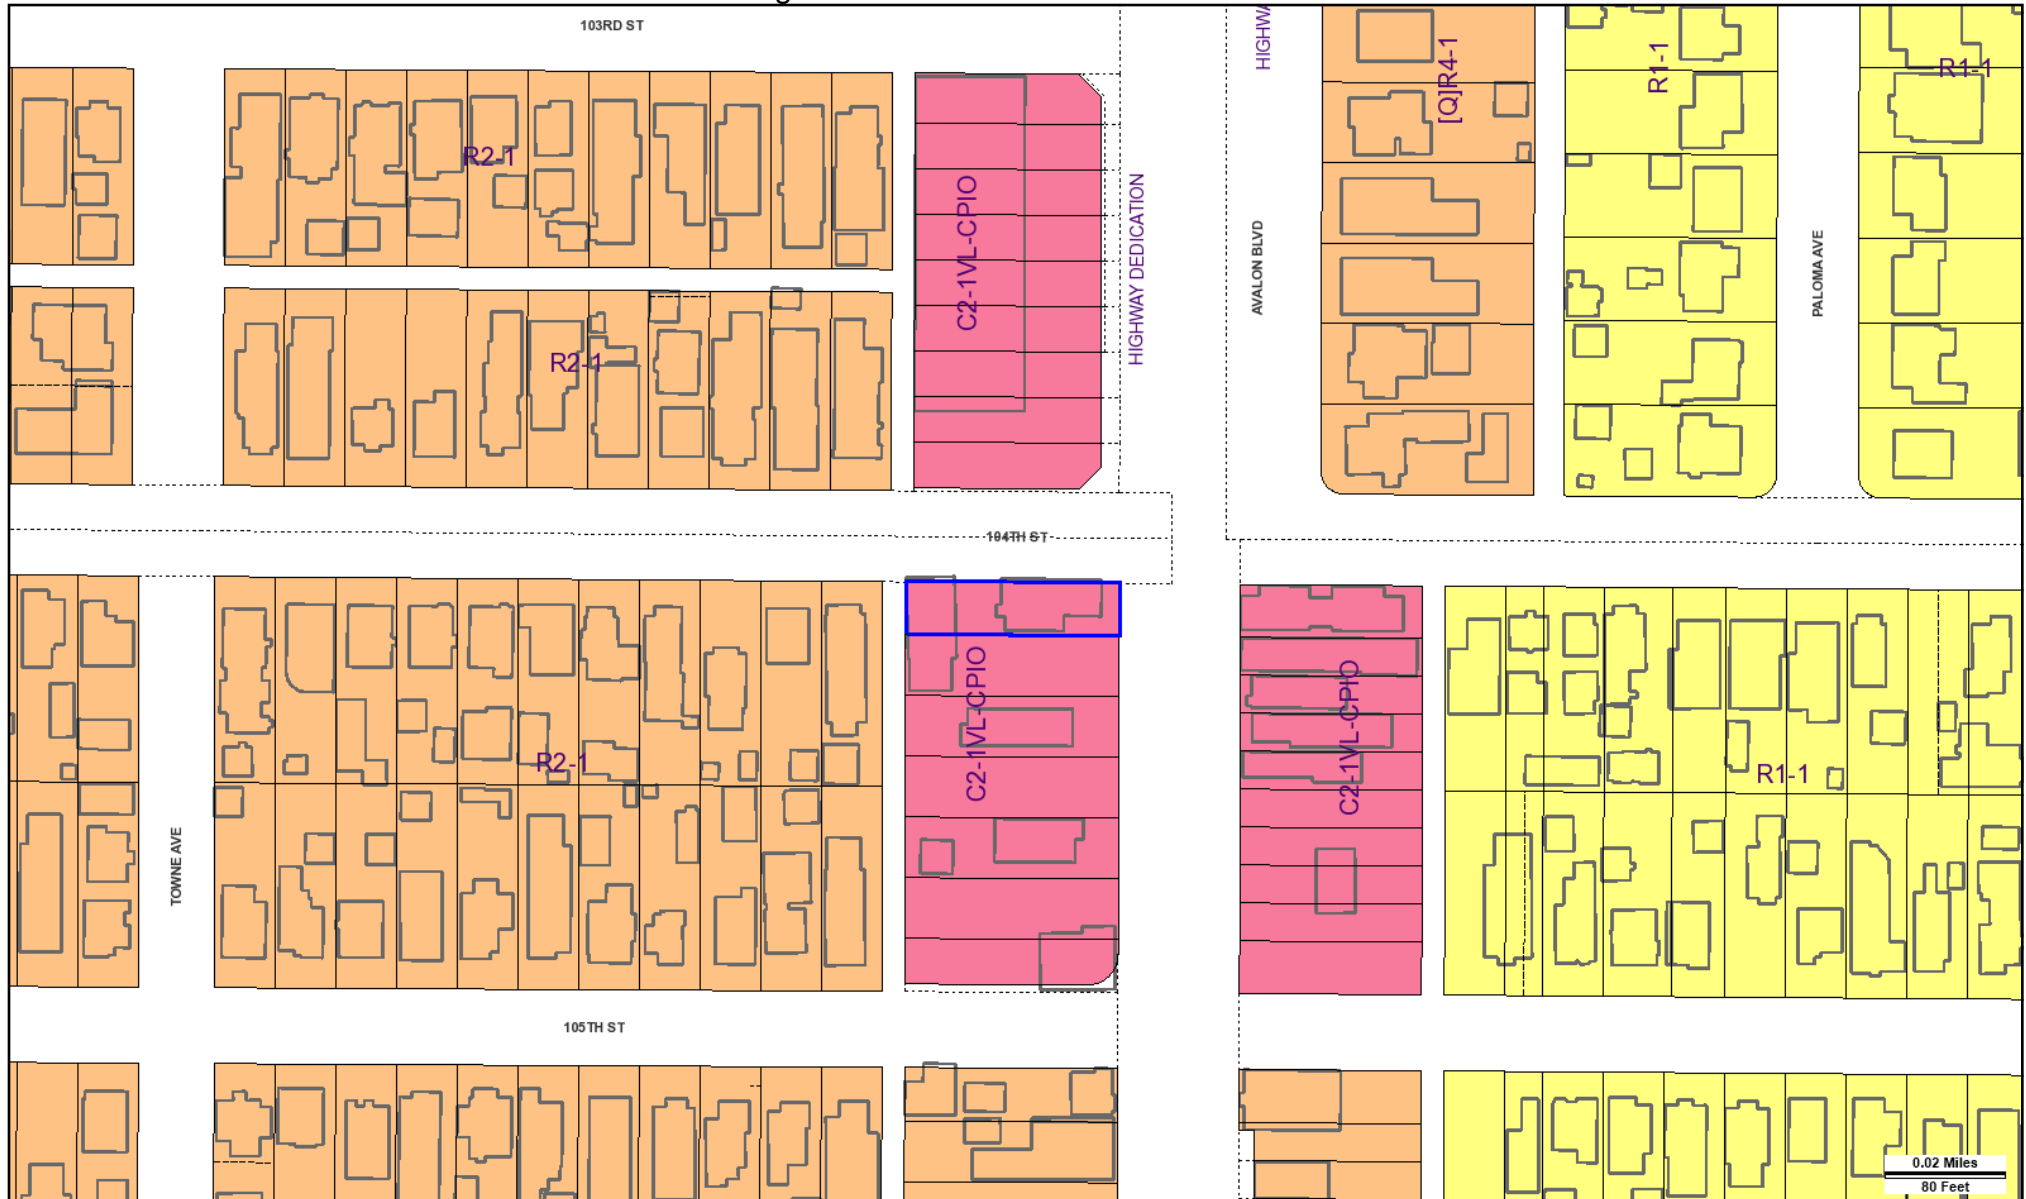 103RD ST
R2-1
C2-1VL-CPIO
HIGHWAY DEDICATION
AVALON BLVD
[Q]R4-1
R1-1
PALOMA AVE
R1-1
R2-1
104TH ST
C2-1VL-CPIO
C2-1VL-CPIO
R2-1
R1-1
TOWNE AVE
105TH ST
0.02 Miles
80 Feet